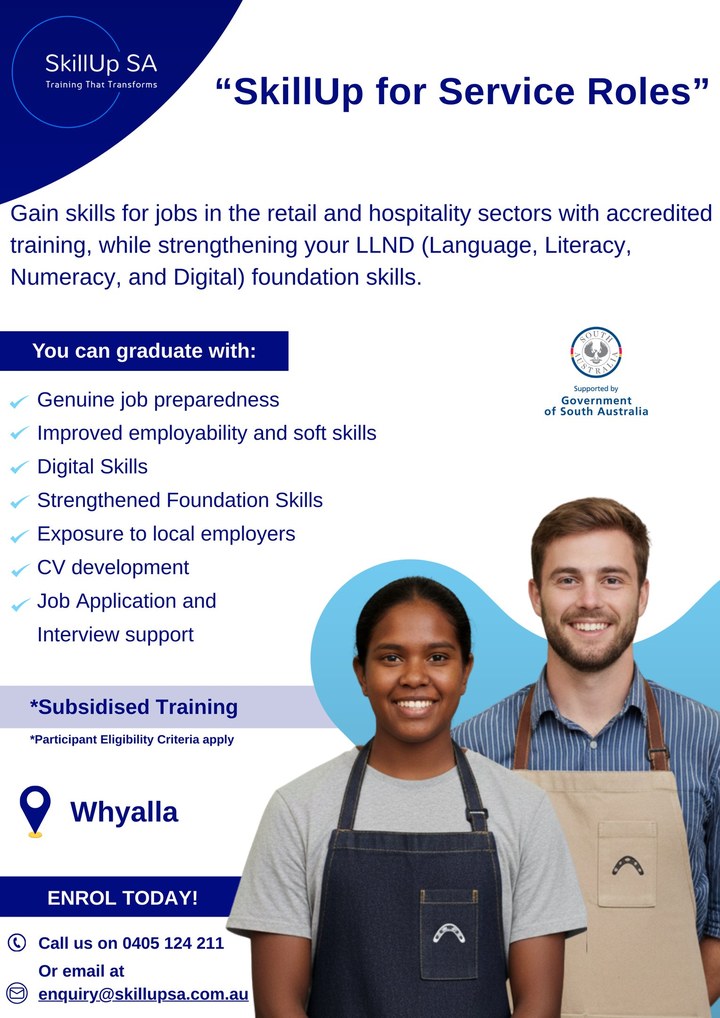 SkillUp SA
Training That Transforms
“SkillUp for Service Roles”
Gain skills for jobs in the retail and hospitality sectors with accredited
training, while strengthening your LLND (Language, Literacy,
Numeracy, and Digital) foundation skills.
You can graduate with:
Genuine job preparedness
Improved employability and soft skills
Digital Skills
Strengthened Foundation Skills
Exposure to local employers
CV development
Job Application and
Interview support
SOUTH AUSTRALIA
Supported by
Government
of South Australia
*Subsidised Training
*Participant Eligibility Criteria apply
Whyalla
ENROL TODAY!
Call us on 0405 124 211
Or email at
enquiry@skillupsa.com.au